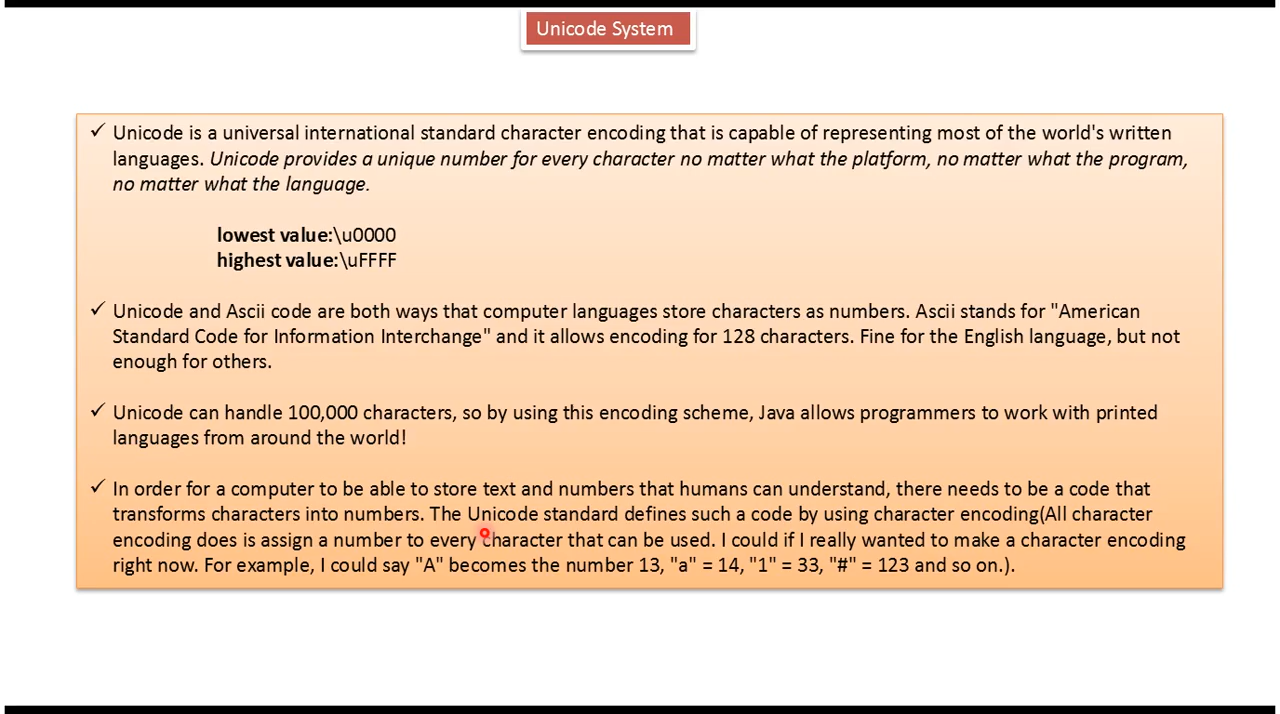 Unicode System
✓ Unicode is a universal international standard character encoding that is capable of representing most of the world's written
languages. Unicode provides a unique number for every character no matter what the platform, no matter what the program,
no matter what the language.
lowest value:\u0000
highest value:\uFFFF
✓ Unicode and Ascii code are both ways that computer languages store characters as numbers. Ascii stands for "American
Standard Code for Information Interchange" and it allows encoding for 128 characters. Fine for the English language, but not
enough for others.
✓ Unicode can handle 100,000 characters, so by using this encoding scheme, Java allows programmers to work with printed
languages from around the world!
✓ In order for a computer to be able to store text and numbers that humans can understand, there needs to be a code that
transforms characters into numbers. The Unicode standard defines such a code by using character encoding(All character
encoding does is assign a number to every character that can be used. I could if I really wanted to make a character encoding
right now. For example, I could say "A" becomes the number 13, "a" = 14, "1" = 33, "#" = 123 and so on.).